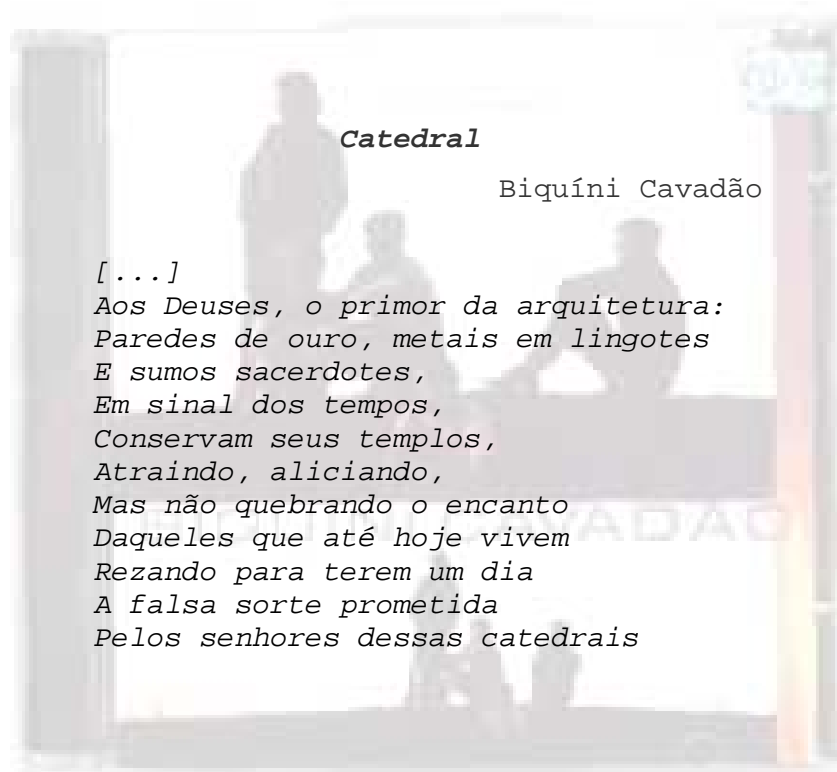 Catedral
Biquíni Cavadão
[...]
Aos Deuses, o primor da arquitetura:
Paredes de ouro, metais em lingotes
E sumos sacerdotes,
Em sinal dos tempos,
Conservam seus templos,
Atraindo, aliciando,
Mas não quebrando o encanto
Daqueles que até hoje vivem
Rezando para terem um dia
A falsa sorte prometida
Pelos senhores dessas catedrais
BIQUINI CAVADÃO